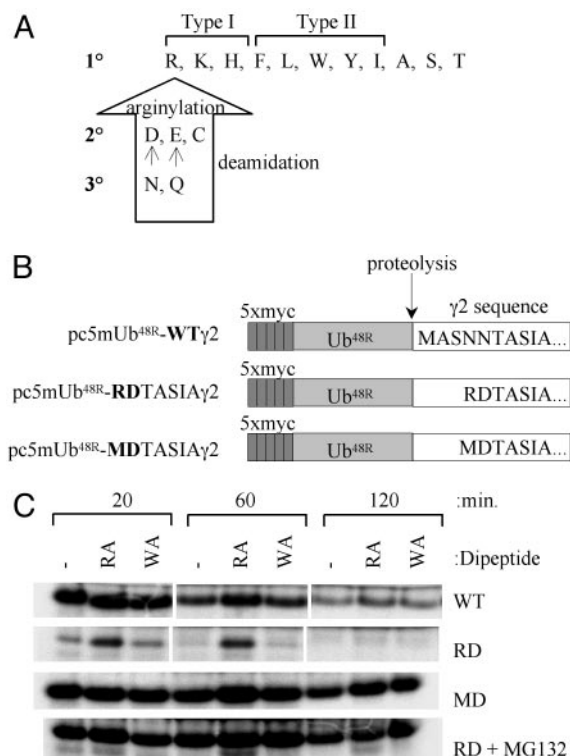 A
Type I Type II
1° R, K, H, F, L, W, Y, I, A, S, T
arginylation
2° D, E, C
deamidation
3° N, Q
B
proteolysis
5xmyc γ2 sequence
pc5mUb48R-WTγ2 Ub48R MASNNTASIA...
5xmyc
pc5mUb48R-RDTASIAγ2 Ub48R RDTASIA...
5xmyc
pc5mUb48R-MDTASIAγ2 Ub48R MDTASIA...
C
20 60 120 :min.
- RA WA - RA WA - RA WA :Dipeptide
WT
RD
MD
RD + MG132